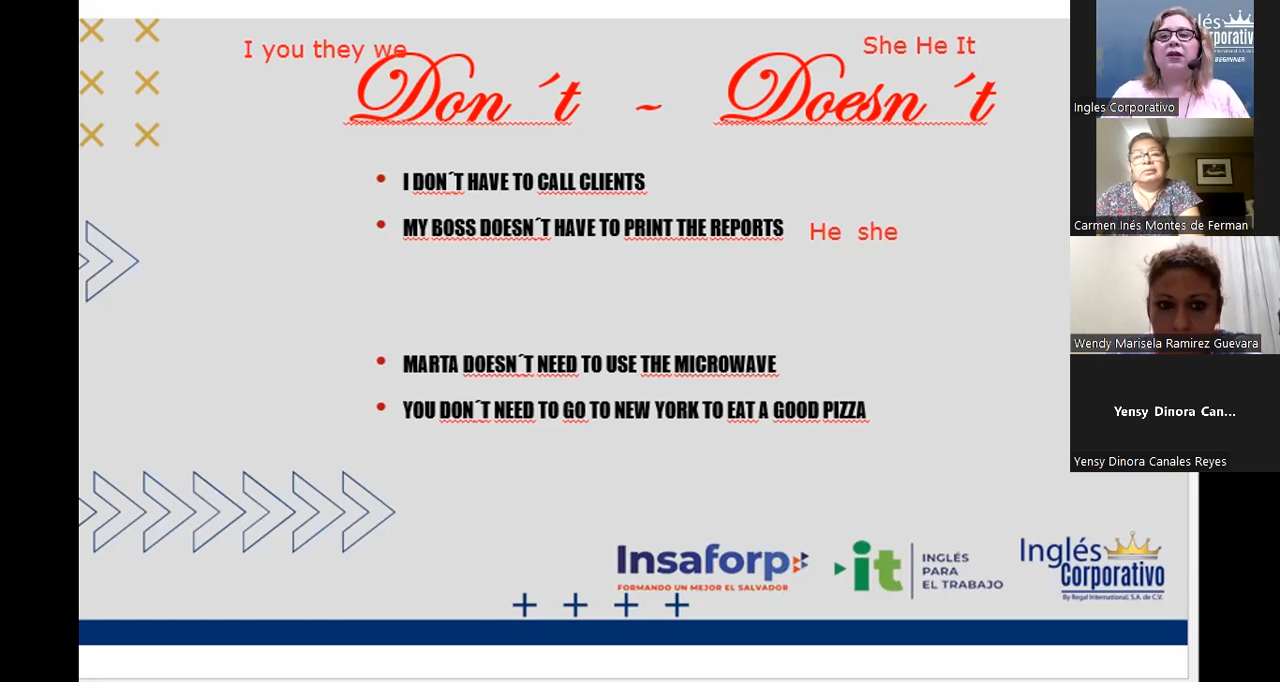 I you they we
She He It
Don´t ~ Doesn´t
• I DON´T HAVE TO CALL CLIENTS
• MY BOSS DOESN´T HAVE TO PRINT THE REPORTS
He she
• MARTA DOESN´T NEED TO USE THE MICROWAVE
• YOU DON´T NEED TO GO TO NEW YORK TO EAT A GOOD PIZZA
Insaforp
FORMANDO UN MEJOR EL SALVADOR
it
INGLÉS
PARA
EL TRABAJO
Inglés
Corporativo
By Regal International, S.A. de C.V.
BEGINNER
Ingles Corporativo
Carmen Inés Montes de Ferman
Wendy Marisela Ramirez Guevara
Yensy Dinora Can...
Yensy Dinora Canales Reyes